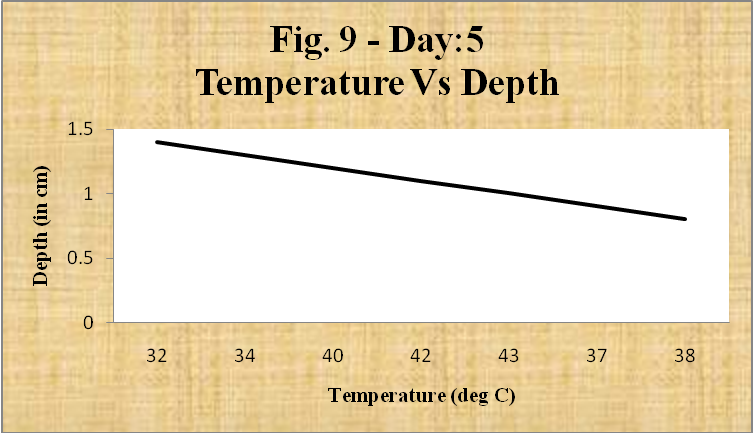 Fig. 9 - Day:5
Temperature Vs Depth
1.5
1
0.5
0
Depth (in cm)
32 34 40 42 43 37 38
Temperature (deg C)